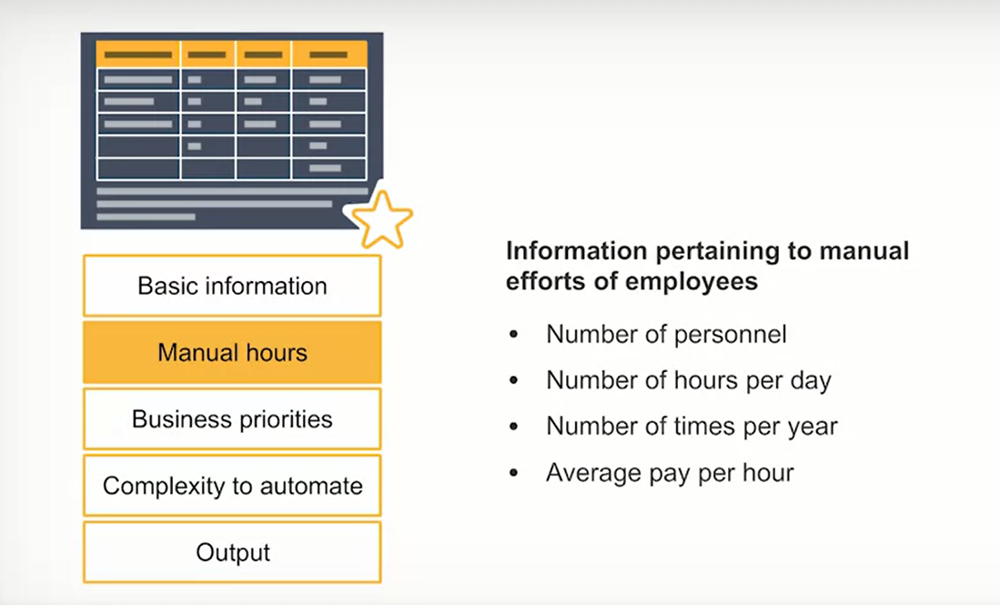 Basic information
Manual hours
Business priorities
Complexity to automate
Output
Information pertaining to manual
efforts of employees
• Number of personnel
• Number of hours per day
• Number of times per year
• Average pay per hour